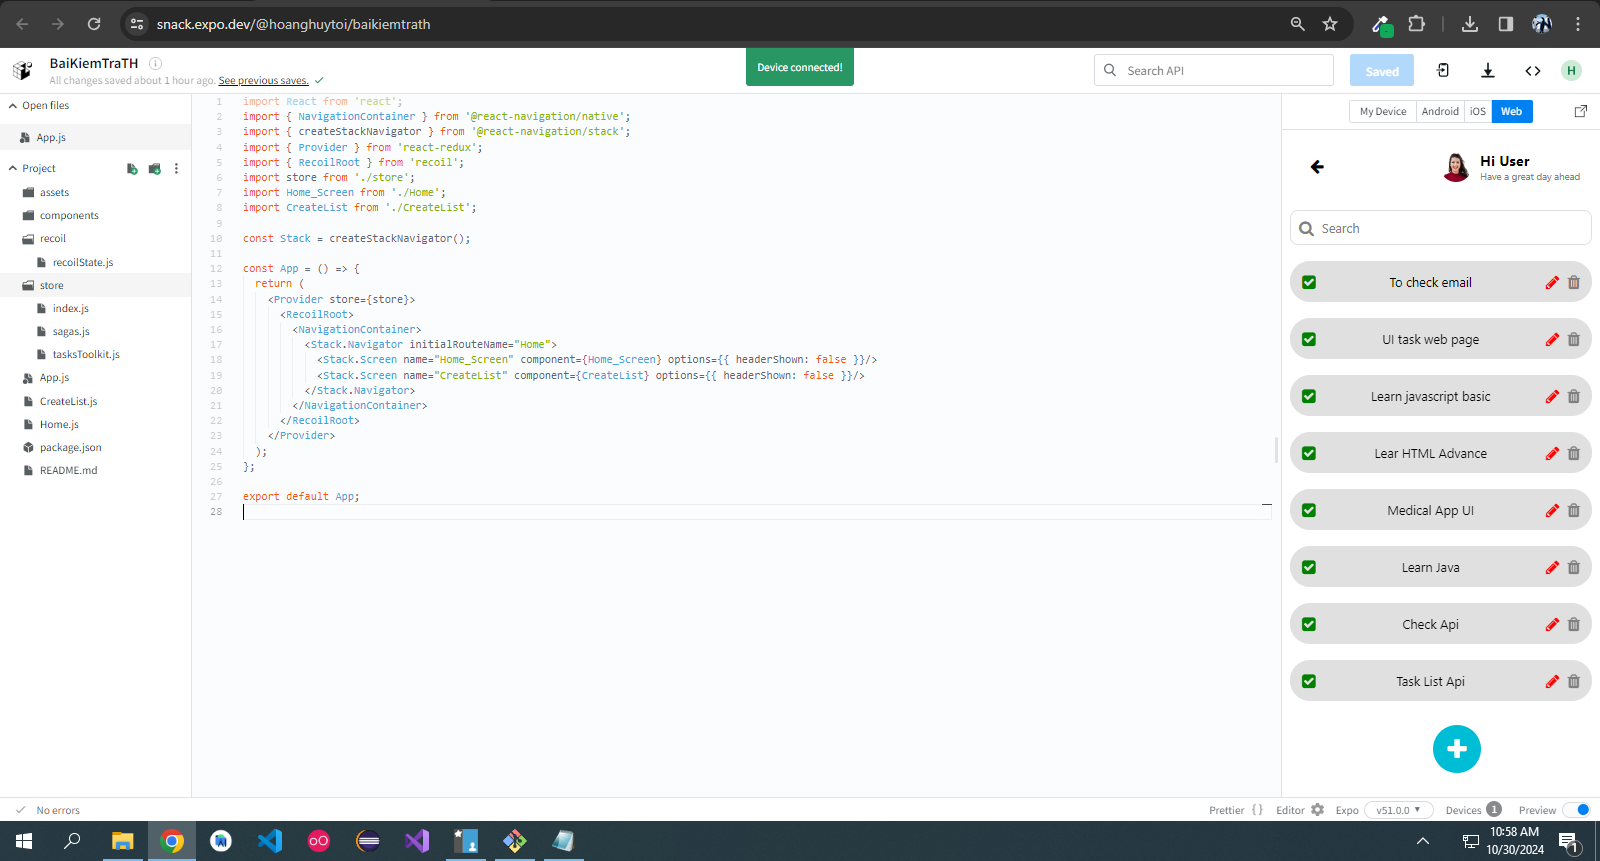 snack.expo.dev/@hoanghuytoi/baikiemtrath
BaiKiemTraTH
All changes saved about 1 hour ago. See previous saves.
Device connected!
Search API
Saved
H
Open files
App.js
Project
assets
components
recoil
recoilState.js
store
index.js
sagas.js
tasksToolkit.js
App.js
CreateList.js
Home.js
package.json
README.md
1 import React from 'react';
2 import { NavigationContainer } from '@react-navigation/native';
3 import { createStackNavigator } from '@react-navigation/stack';
4 import { Provider } from 'react-redux';
5 import { RecoilRoot } from 'recoil';
6 import store from './store';
7 import Home_Screen from './Home';
8 import CreateList from './CreateList';
9
10 const Stack = createStackNavigator();
11
12 const App = () => {
13 return (
14 <Provider store={store}>
15 <RecoilRoot>
16 <NavigationContainer>
17 <Stack.Navigator initialRouteName="Home">
18 <Stack.Screen name="Home_Screen" component={Home_Screen} options={{ headerShown: false }}/>
19 <Stack.Screen name="CreateList" component={CreateList} options={{ headerShown: false }}/>
20 </Stack.Navigator>
21 </NavigationContainer>
22 </RecoilRoot>
23 </Provider>
24 );
25 };
26
27 export default App;
28
My Device Android iOS Web
Hi User
Have a great day ahead
Search
To check email
UI task web page
Learn javascript basic
Lear HTML Advance
Medical App UI
Learn Java
Check Api
Task List Api
No errors
Prettier { } Editor Expo v51.0.0 Devices 1 Preview
10:58 AM
10/30/2024
1